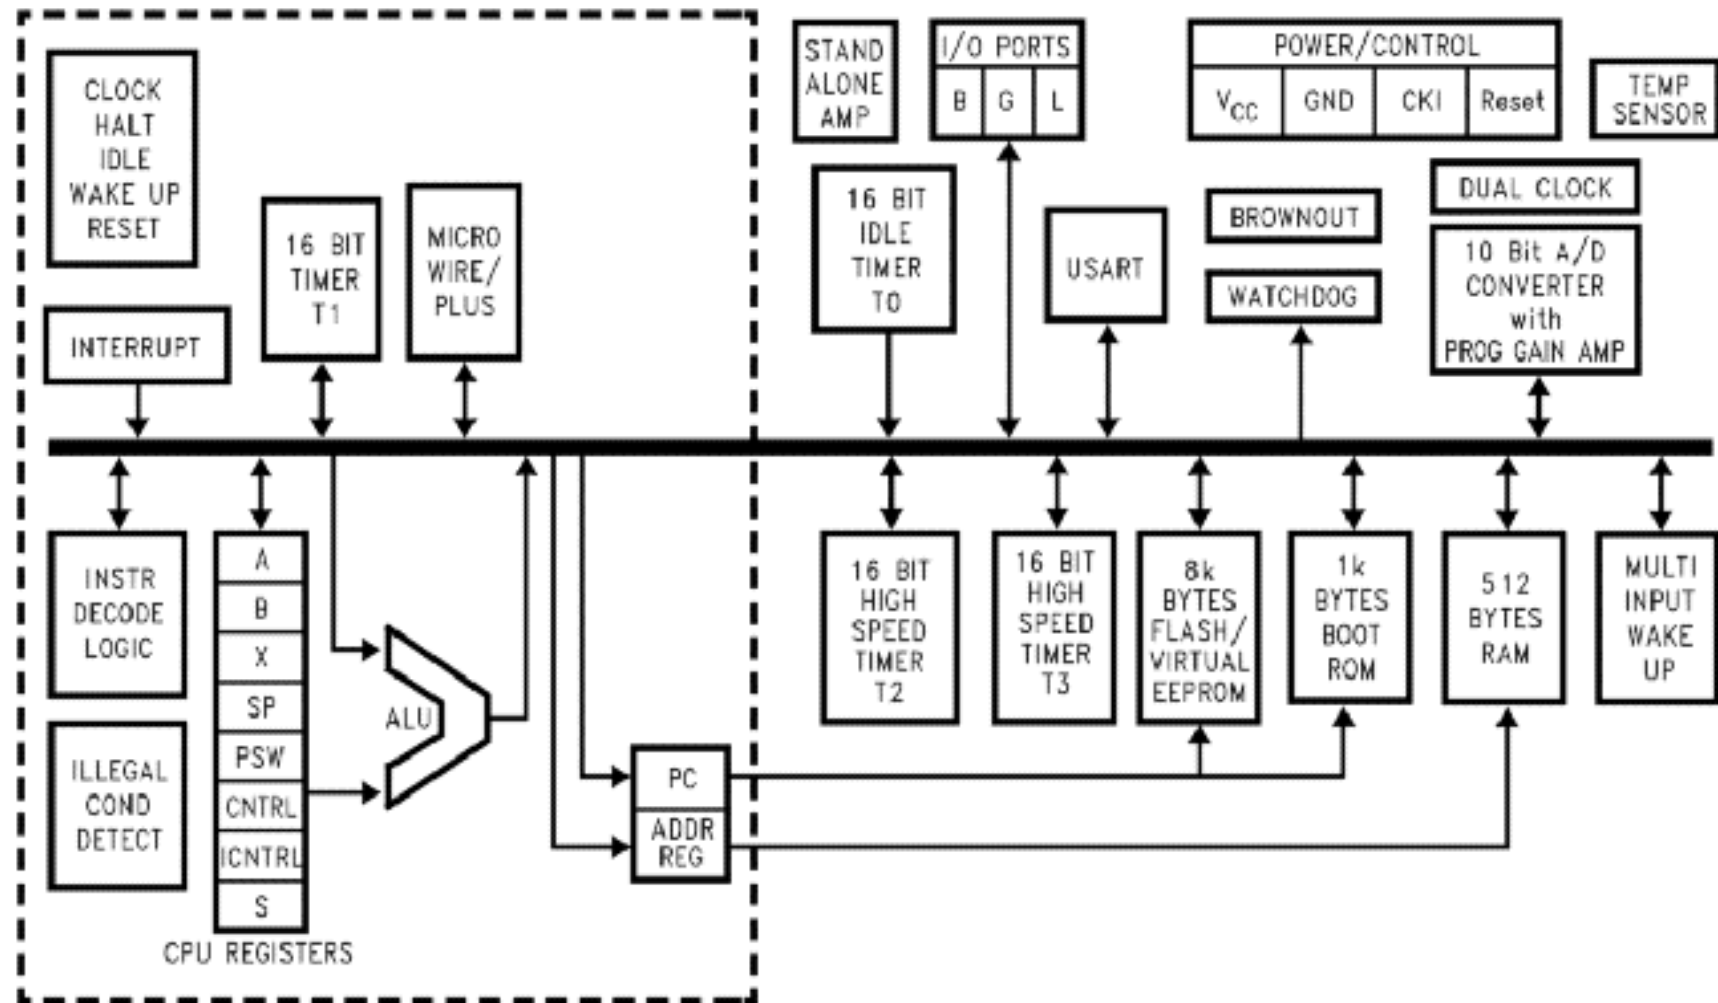 CLOCK
HALT
IDLE
WAKE UP
RESET
INTERRUPT
16 BIT
TIMER
T1
MICRO
WIRE/
PLUS
STAND
ALONE
AMP
I/O PORTS
B G L
POWER/CONTROL
VCC GND CKI Reset
TEMP
SENSOR
16 BIT
IDLE
TIMER
T0
USART
BROWNOUT
WATCHDOG
DUAL CLOCK
10 Bit A/D
CONVERTER
with
PROG GAIN AMP
INSTR
DECODE
LOGIC
ILLEGAL
COND
DETECT
A
B
X
SP
PSW
CNTRL
ICNTRL
S
CPU REGISTERS
ALU
PC
ADDR
REG
16 BIT
HIGH
SPEED
TIMER
T2
16 BIT
HIGH
SPEED
TIMER
T3
8k
BYTES
FLASH/
VIRTUAL
EEPROM
1k
BYTES
BOOT
ROM
512
BYTES
RAM
MULTI
INPUT
WAKE
UP